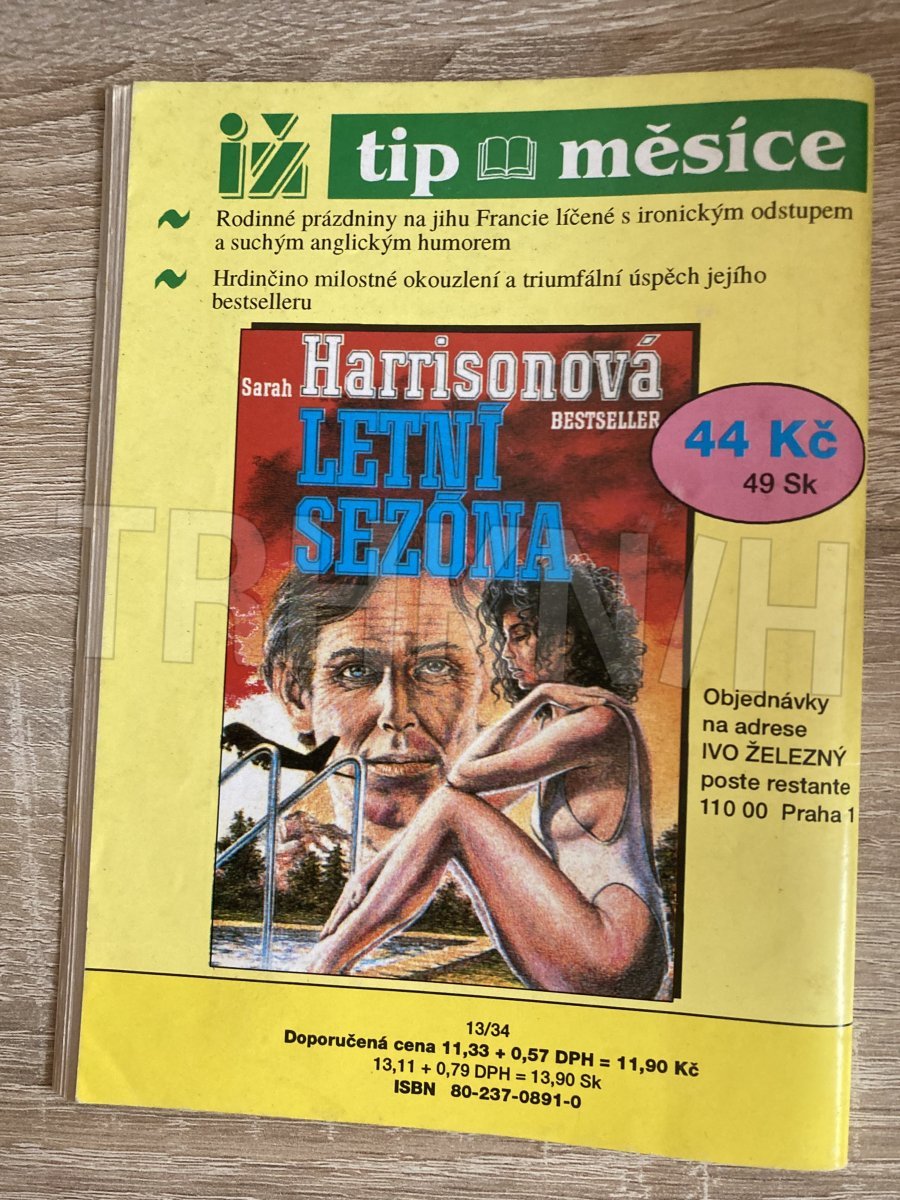 iž tip měsíce
Rodinné prázdniny na jihu Francie líčené s ironickým odstupem
a suchým anglickým humorem
Hrdinčino milostné okouzlení a triumfální úspěch jejího
bestselleru
Sarah Harrisonová
BESTSELLER
LETNÍ
SEZÓNA
44 Kč
49 Sk
Objednávky
na adrese
IVO ŽELEZNÝ
poste restante
110 00 Praha 1
13/34
Doporučená cena 11,33 + 0,57 DPH = 11,90 Kč
13,11 + 0,79 DPH = 13,90 Sk
ISBN 80-237-0891-0